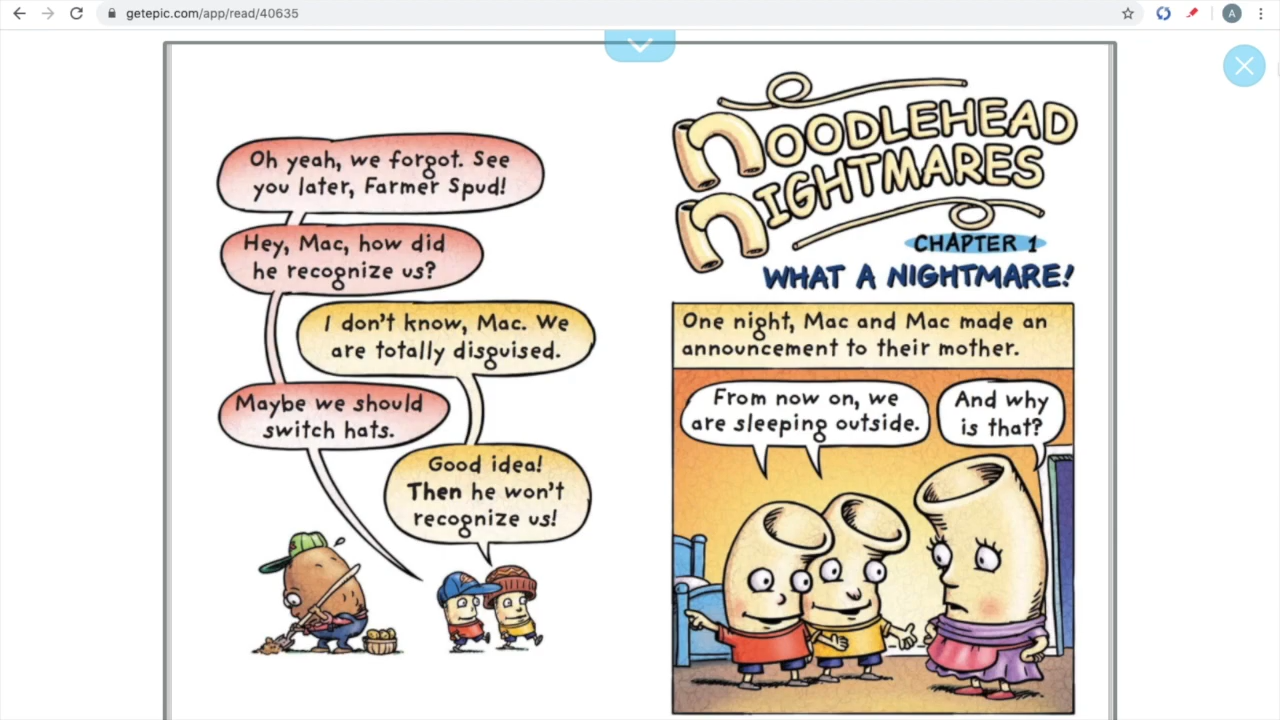 getepic.com/app/read/40635
A
Oh yeah, we forgot. See
you later, Farmer Spud!
Hey, Mac, how did
he recognize us?
I don't know, Mac. We
are totally disguised.
Maybe we should
switch hats.
Good idea!
Then he won't
recognize us!
NOODLEHEAD
NIGHTMARES
CHAPTER 1
WHAT A NIGHTMARE!
One night, Mac and Mac made an
announcement to their mother.
From now on, we
are sleeping outside.
And why
is that?